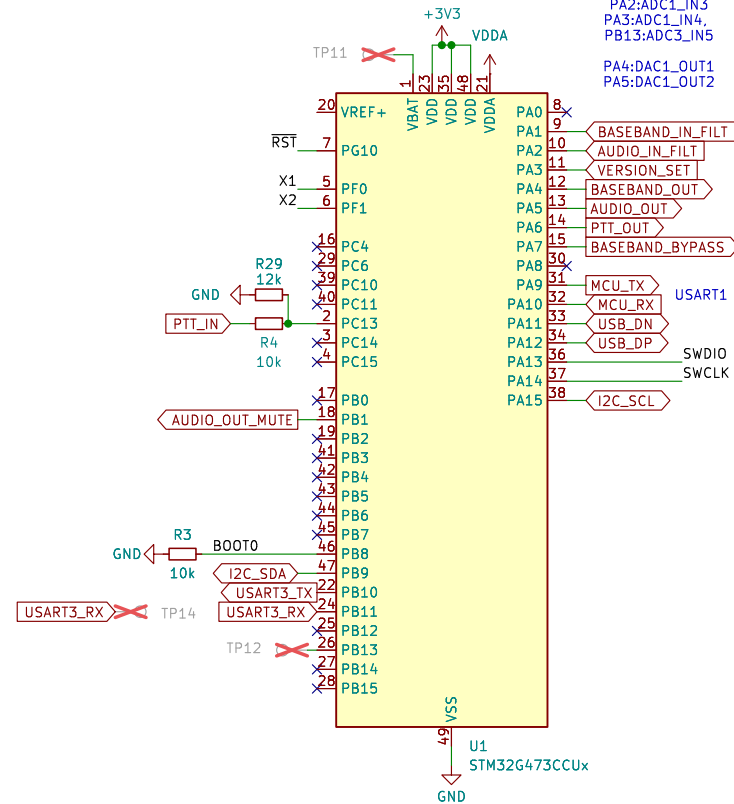 PA2:ADC1_IN3
PA3:ADC1_IN4,
PB13:ADC3_IN5
PA4:DAC1_OUT1
PA5:DAC1_OUT2
+3V3
VDDA
TP11
1
23
35
48
21
VBAT
VDD
VDD
VDD
VDDA
20 VREF+
RST 7 PG10
X1 5 PF0
X2 6 PF1
16 PC4
29 PC6
39 PC10
40 PC11
R29
12k
GND
PTT_IN
R4
10k
2 PC13
3 PC14
4 PC15
17 PB0
AUDIO_OUT_MUTE 18 PB1
19 PB2
41 PB3
42 PB4
43 PB5
44 PB6
45 PB7
R3
GND
10k
BOOT0 46 PB8
I2C_SDA 47 PB9
USART3_TX 22 PB10
USART3_RX TP14
USART3_RX 24 PB11
25 PB12
TP12 26 PB13
27 PB14
28 PB15
PA0 8
PA1 9 BASEBAND_IN_FILT
PA2 10 AUDIO_IN_FILT
PA3 11 VERSION_SET
PA4 12 BASEBAND_OUT
PA5 13 AUDIO_OUT
PA6 14 PTT_OUT
PA7 15 BASEBAND_BYPASS
PA8 30
PA9 31 MCU_TX
USART1
PA10 32 MCU_RX
PA11 33 USB_DN
PA12 34 USB_DP
PA13 36 SWDIO
PA14 37 SWCLK
PA15 38 I2C_SCL
VSS
49
U1
STM32G473CCUx
GND